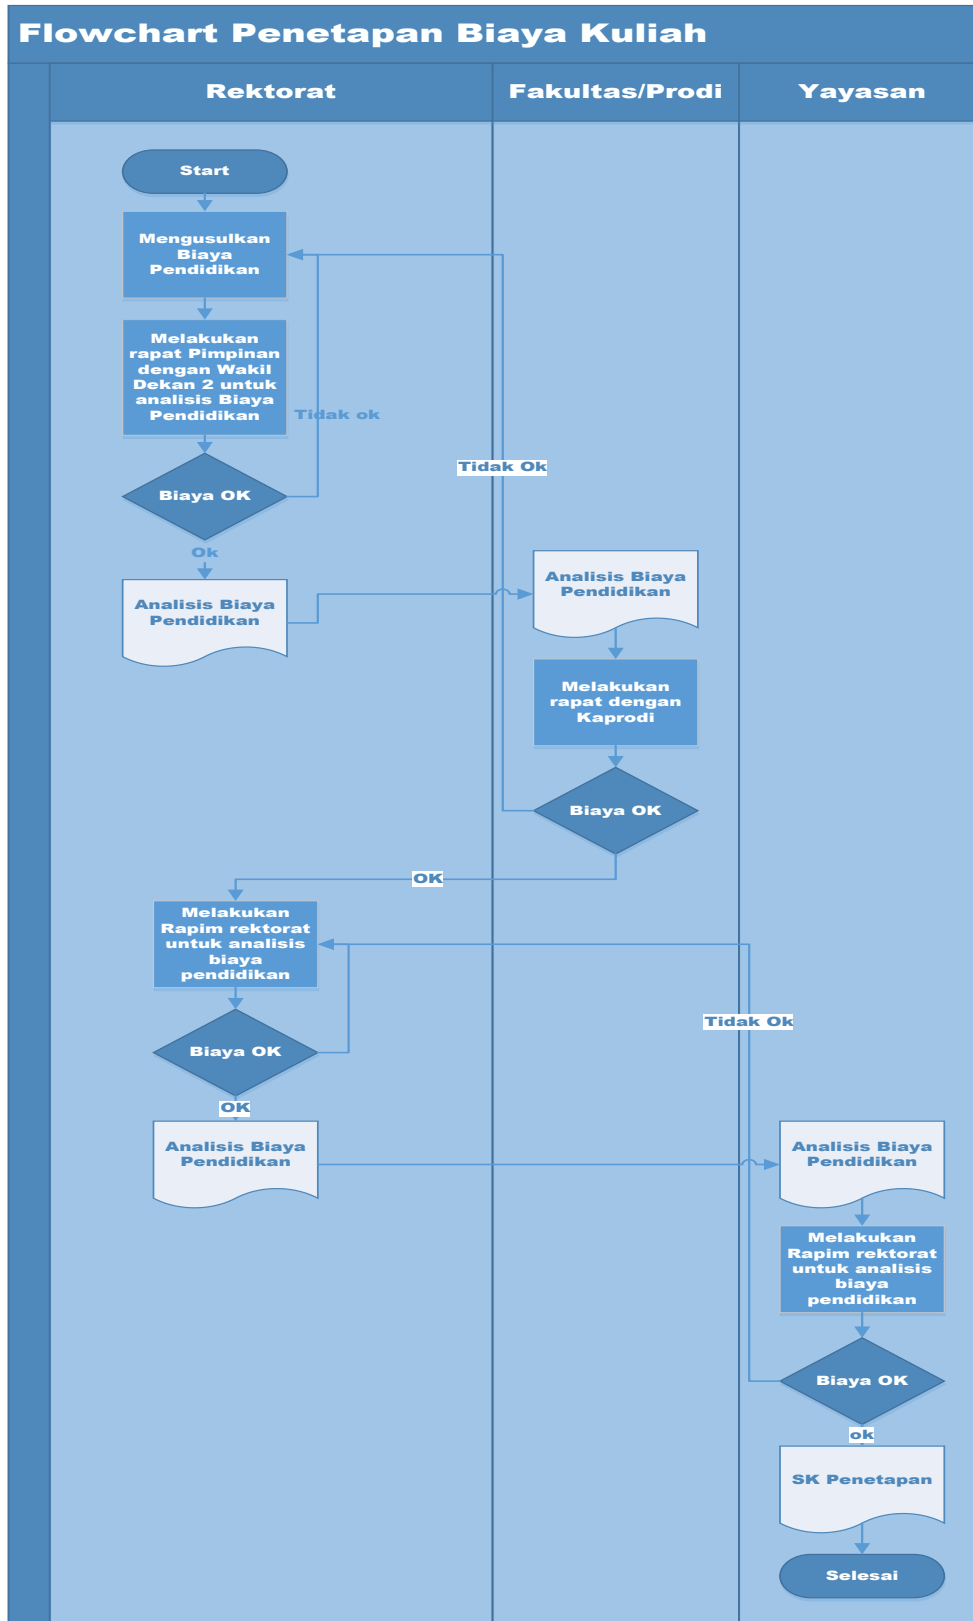 Flowchart Penetapan Biaya Kuliah
Rektorat
Fakultas/Prodi
Yayasan
Start
Mengusulkan
Biaya
Pendidikan
Melakukan
rapat Pimpinan
dengan Wakil
Dekan 2 untuk
analisis Biaya
Pendidikan
Tidak ok
Biaya OK
Tidak Ok
Ok
Analisis Biaya
Pendidikan
Analisis Biaya
Pendidikan
Melakukan
rapat dengan
Kaprodi
Biaya OK
OK
Melakukan
Rapim rektorat
untuk analisis
biaya
pendidikan
Tidak Ok
Biaya OK
OK
Analisis Biaya
Pendidikan
Analisis Biaya
Pendidikan
Melakukan
Rapim rektorat
untuk analisis
biaya
pendidikan
Biaya OK
ok
SK Penetapan
Selesai